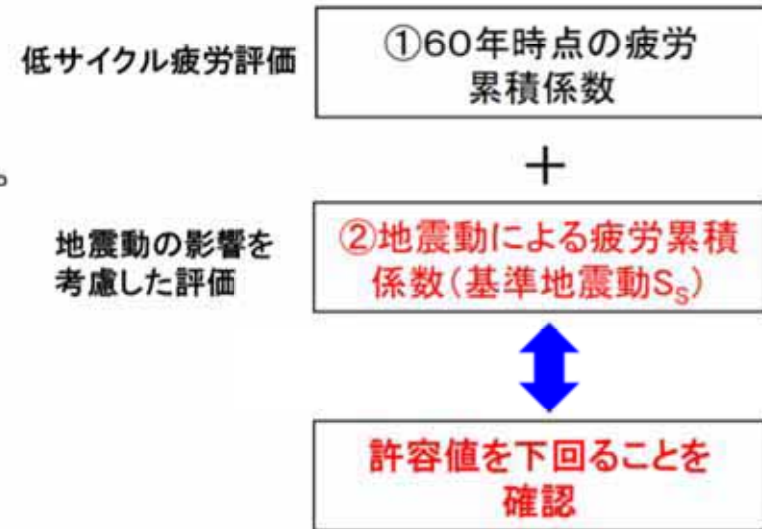 低サイクル疲労評価
①60年時点の疲労
累積係数
＋
。
地震動の影響を
考慮した評価
②地震動による疲労累積
係数(基準地震動Ss)
許容値を下回ることを
確認